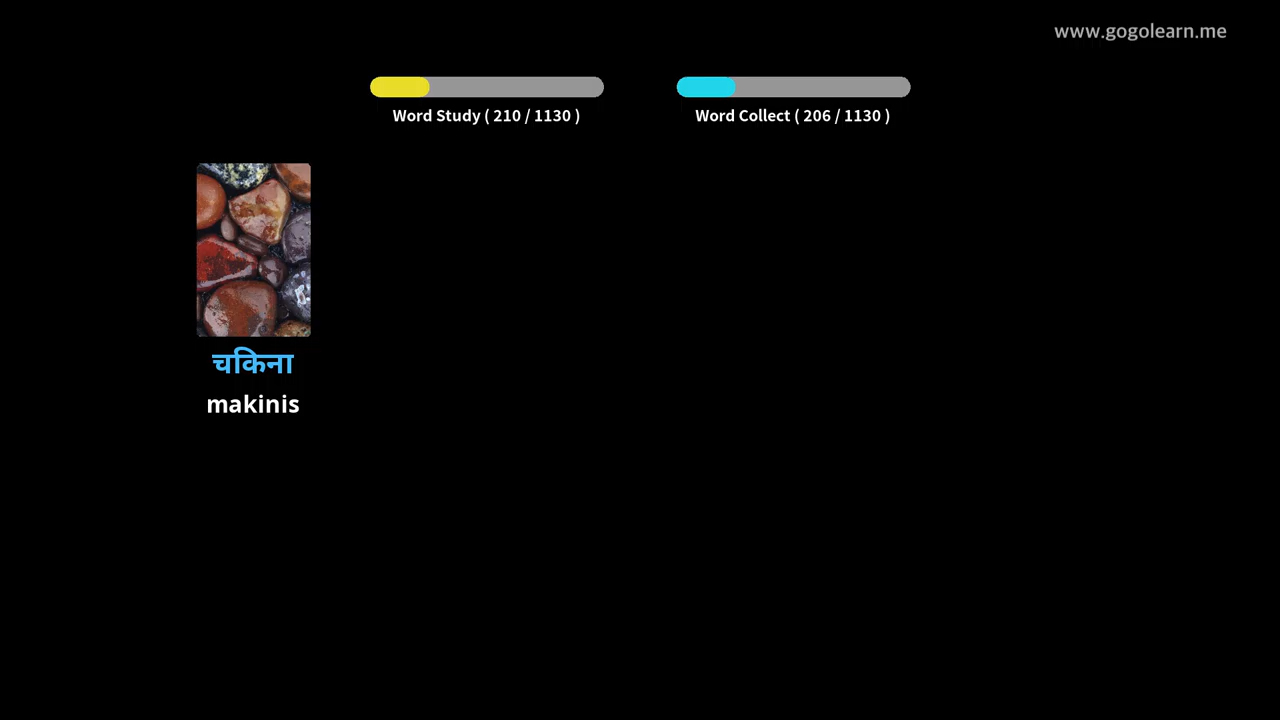 www.gogolearn.me
Word Study ( 210 / 1130 )
Word Collect ( 206 / 1130 )
चकिना
makinis